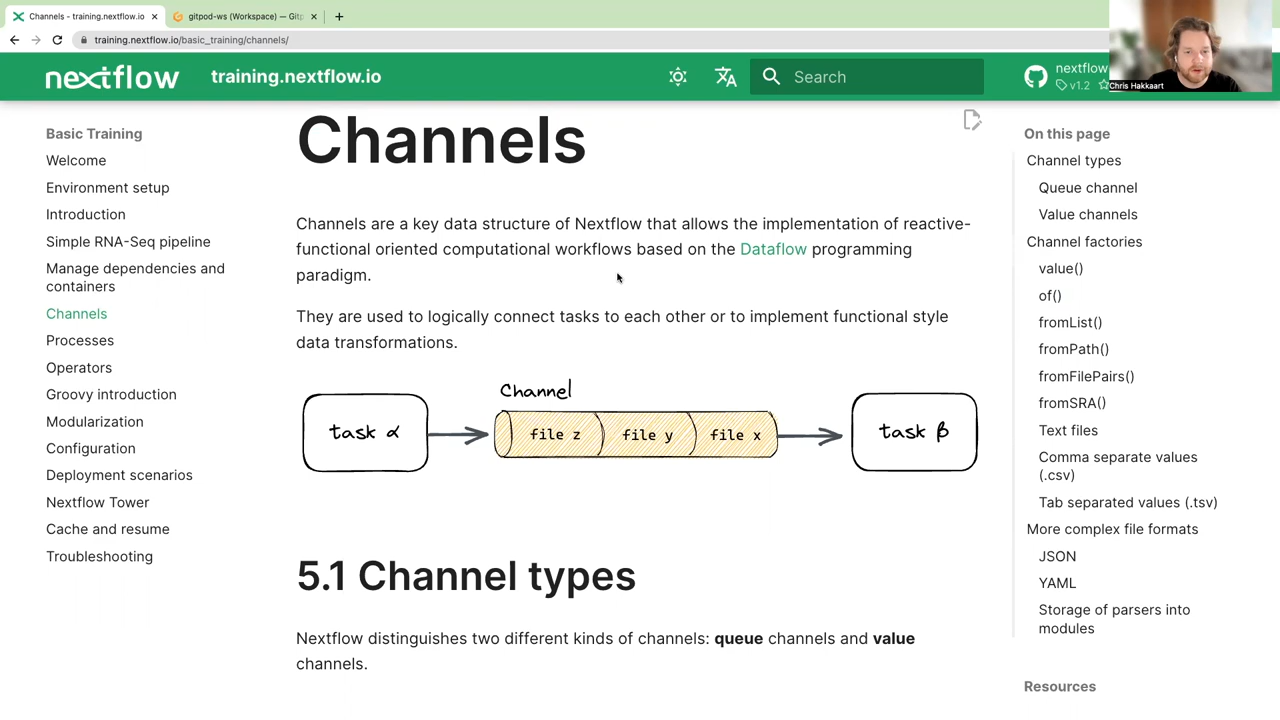 Channels - training.nextflow.io
gitpod-ws (Workspace) — Gitp
training.nextflow.io/basic_training/channels/
nextflow
training.nextflow.io
Search
nextflow
v1.2
Chris Hakkaart
Basic Training
Welcome
Environment setup
Introduction
Simple RNA-Seq pipeline
Manage dependencies and
containers
Channels
Processes
Operators
Groovy introduction
Modularization
Configuration
Deployment scenarios
Nextflow Tower
Cache and resume
Troubleshooting
Channels
Channels are a key data structure of Nextflow that allows the implementation of reactive-
functional oriented computational workflows based on the Dataflow programming
paradigm.
They are used to logically connect tasks to each other or to implement functional style
data transformations.
Channel
task α
file z
file y
file x
task β
5.1 Channel types
Nextflow distinguishes two different kinds of channels: queue channels and value
channels.
On this page
Channel types
Queue channel
Value channels
Channel factories
value()
of()
fromList()
fromPath()
fromFilePairs()
fromSRA()
Text files
Comma separate values
(.csv)
Tab separated values (.tsv)
More complex file formats
JSON
YAML
Storage of parsers into
modules
Resources